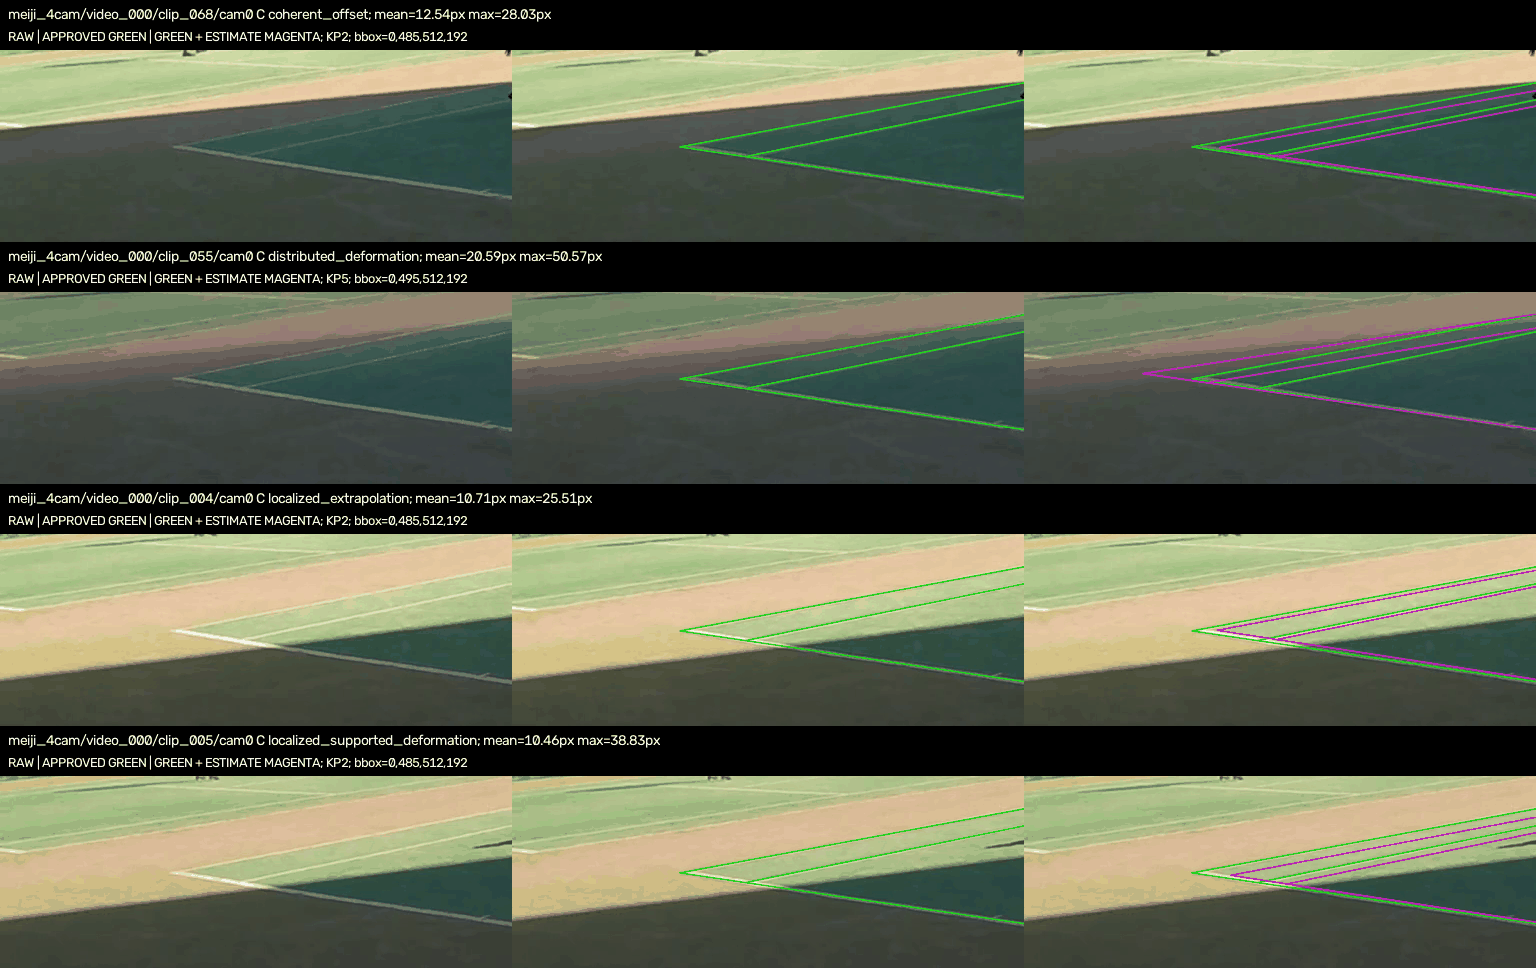 meiji_4cam/video_000/clip_068/cam0 C coherent_offset; mean=12.54px max=28.03px
RAW | APPROVED GREEN | GREEN + ESTIMATE MAGENTA; KP2; bbox=0,485,512,192
meiji_4cam/video_000/clip_055/cam0 C distributed_deformation; mean=20.59px max=50.57px
RAW | APPROVED GREEN | GREEN + ESTIMATE MAGENTA; KP5; bbox=0,495,512,192
meiji_4cam/video_000/clip_004/cam0 C localized_extrapolation; mean=10.71px max=25.51px
RAW | APPROVED GREEN | GREEN + ESTIMATE MAGENTA; KP2; bbox=0,485,512,192
meiji_4cam/video_000/clip_005/cam0 C localized_supported_deformation; mean=10.46px max=38.83px
RAW | APPROVED GREEN | GREEN + ESTIMATE MAGENTA; KP2; bbox=0,485,512,192